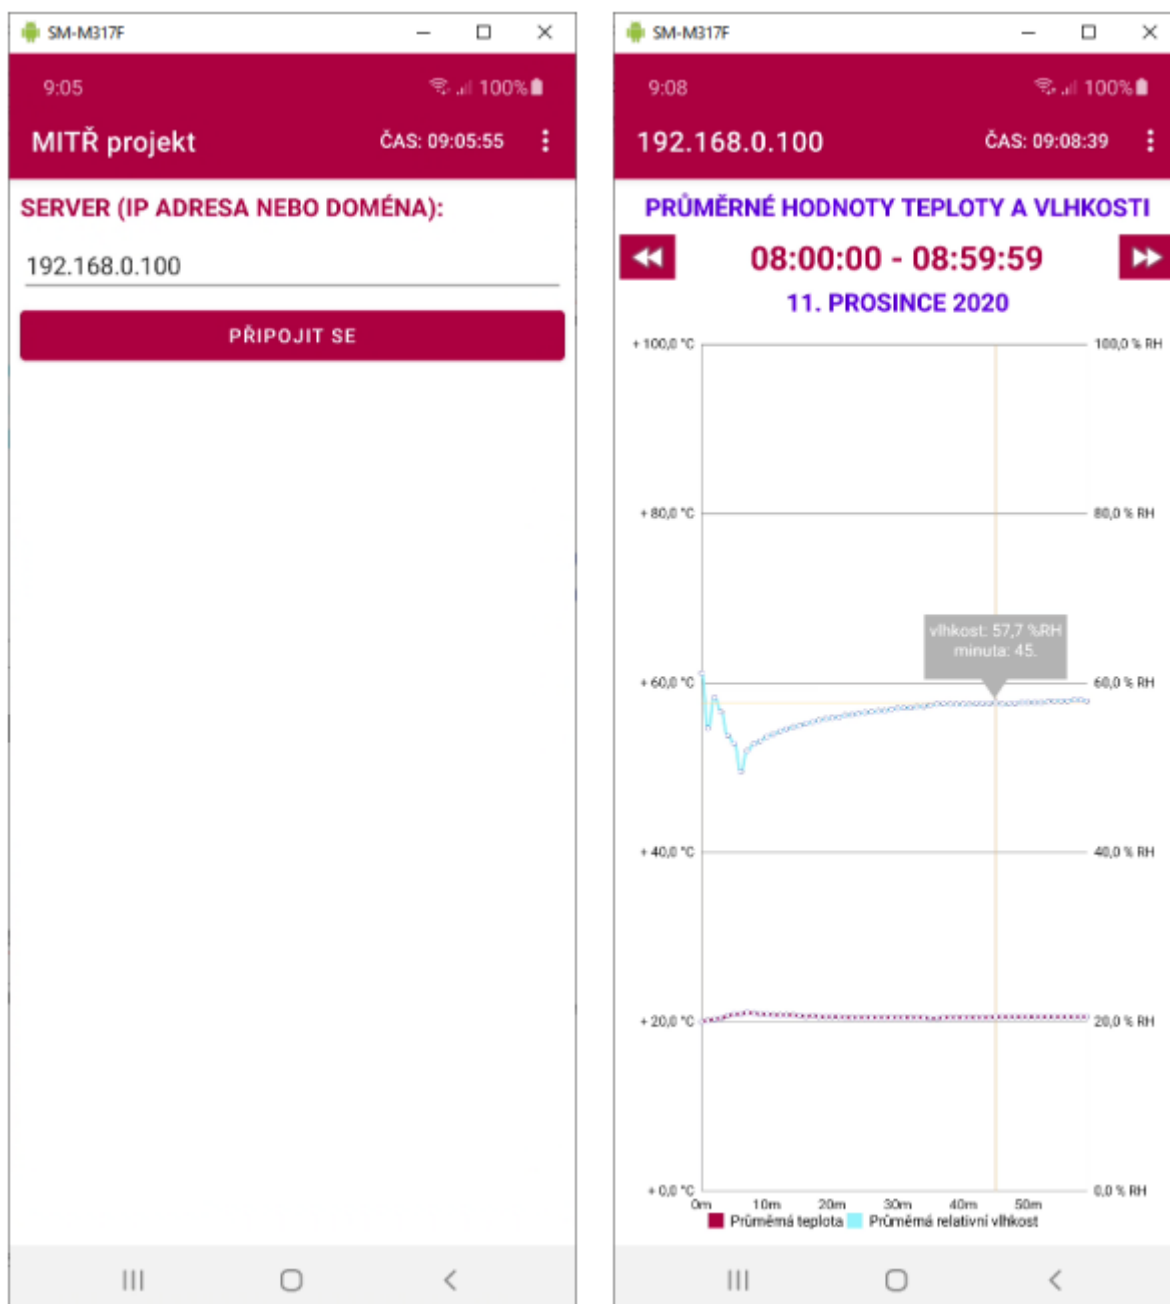 SM-M317F
9:05 100%
MITŘ projekt ČAS: 09:05:55
SERVER (IP ADRESA NEBO DOMÉNA):
192.168.0.100
PŘIPOJIT SE
SM-M317F
9:08 100%
192.168.0.100 ČAS: 09:08:39
PRŮMĚRNÉ HODNOTY TEPLOTY A VLHKOSTI
08:00:00 - 08:59:59
11. PROSINCE 2020
+ 100,0 °C 100,0 % RH
+ 80,0 °C 80,0 % RH
vlhkost: 57,7 %RH
minuta: 45.
+ 60,0 °C 60,0 % RH
+ 40,0 °C 40,0 % RH
+ 20,0 °C 20,0 % RH
+ 0,0 °C 0,0 % RH
0m 10m 20m 30m 40m 50m
Průměrná teplota Průměrná relativní vlhkost